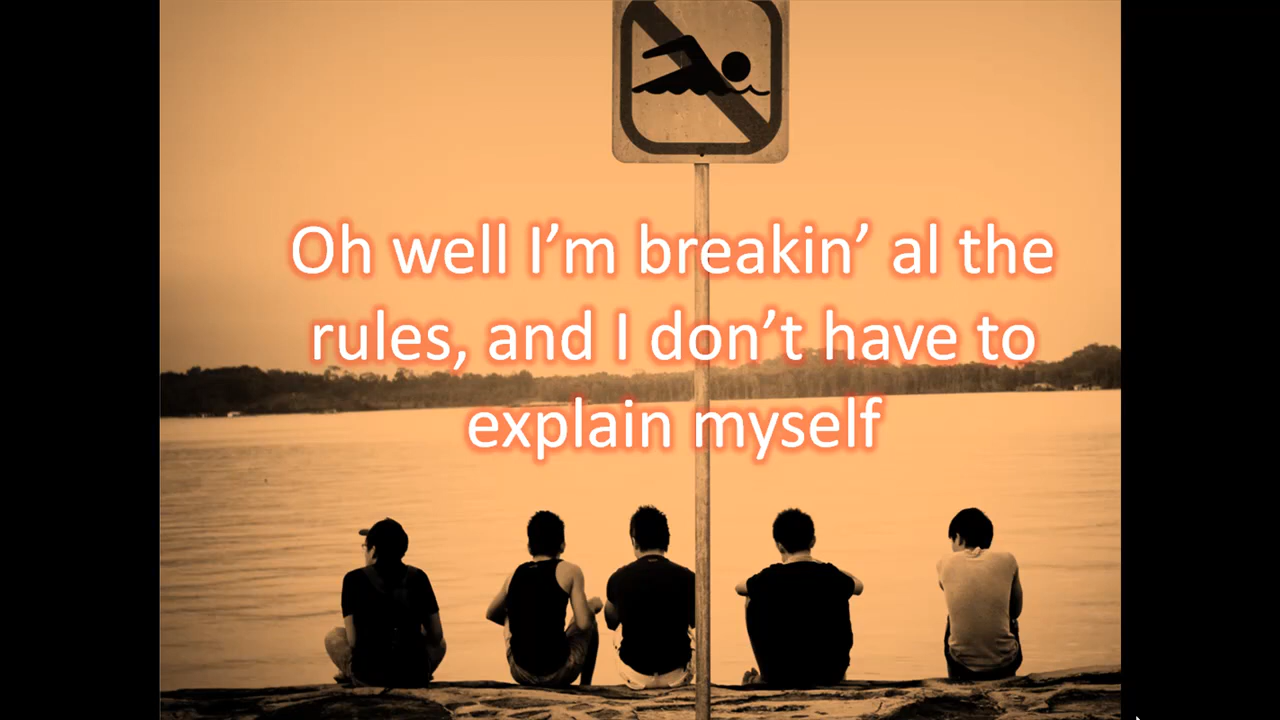 Oh well I’m breakin’ al the
rules, and I don’t have to
explain myself